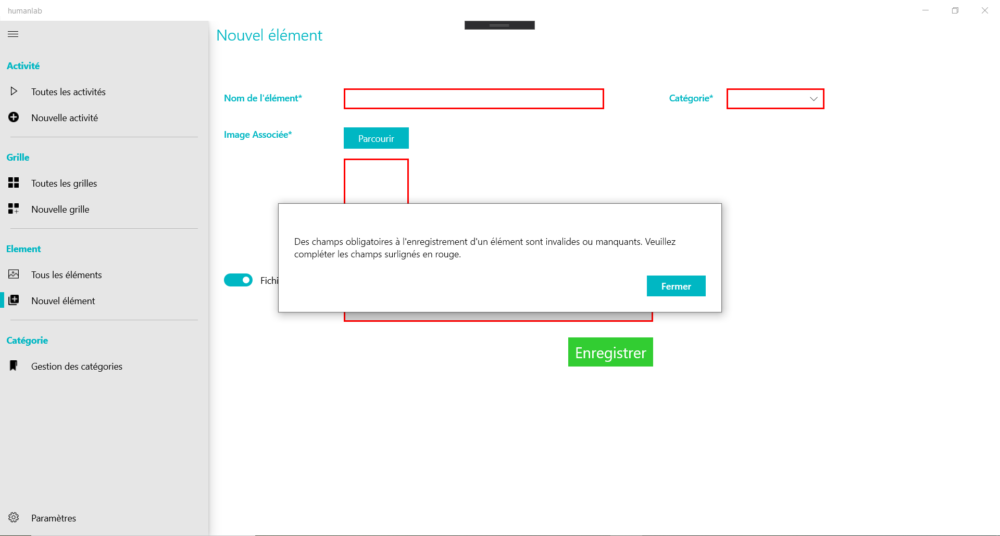 humanlab
Nouvel élément
Activité
Toutes les activités
Nouvelle activité
Grille
Toutes les grilles
Nouvelle grille
Element
Tous les éléments
Nouvel élément
Catégorie
Gestion des catégories
Paramètres
Nom de l'élément*
Catégorie*
Image Associée*
Parcourir
Des champs obligatoires à l'enregistrement d'un élément sont invalides ou manquants. Veuillez
compléter les champs surlignés en rouge.
Fermer
Fichi
Enregistrer